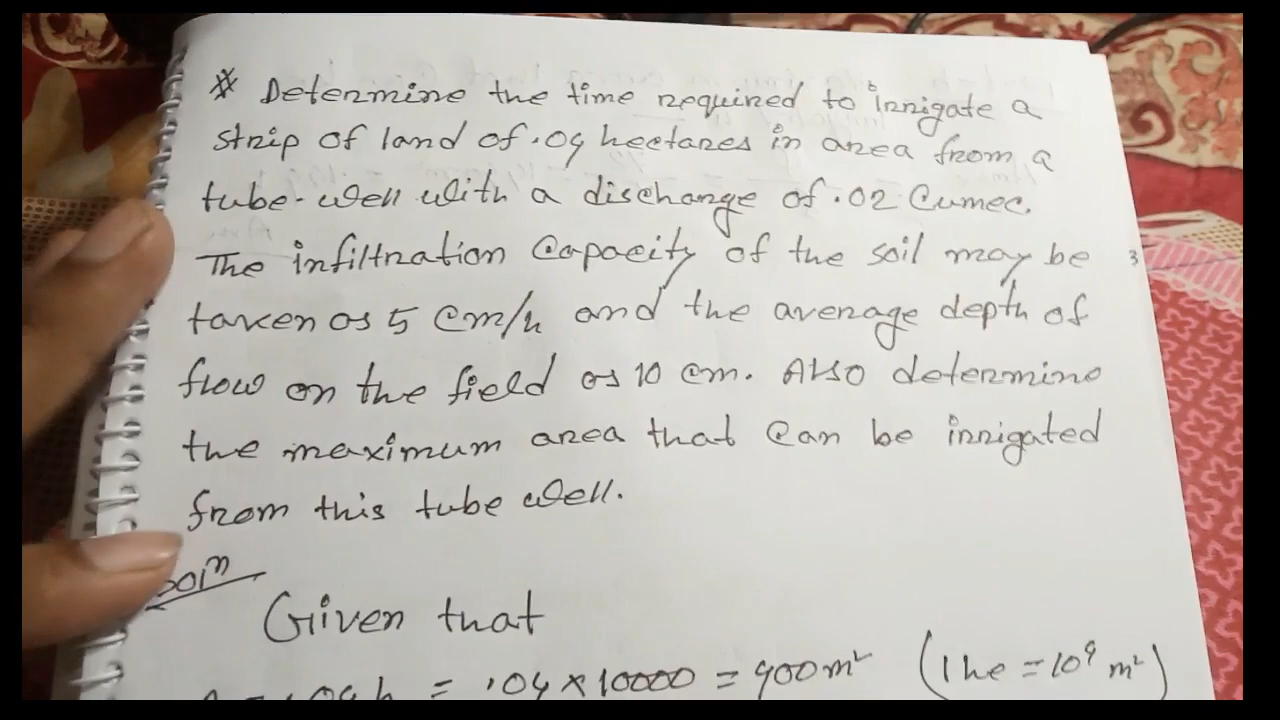 * Determine the time required to irrigate a
strip of land of .04 hectares in area from a
tube-well with a discharge of .02 Cumec.
The infiltration Capacity of the soil may be
taken as 5 cm/h and the average depth of
flow on the field as 10 cm. Also determine
the maximum area that can be irrigated
from this tube well.
Soln
Given that
= .04 × 10000 = 400 m² (1 he = 10⁴ m²)